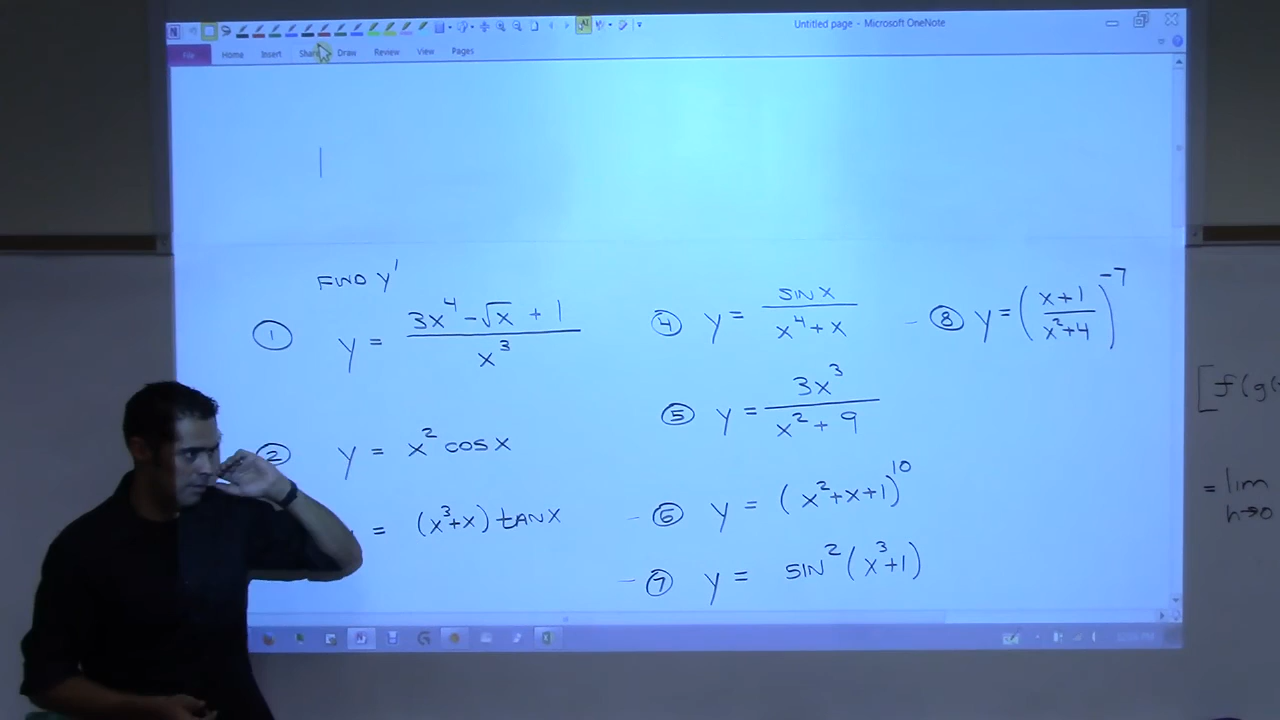 Untitled page - Microsoft OneNote
File Home Insert Share Draw Review View Pages
FIND y'
① y = (3x⁴ - √x + 1) / x³
② y = x² cos x
= (x³+x) tan x
④ y = sin x / (x⁴ + x)
⑤ y = 3x³ / (x² + 9)
- ⑥ y = (x²+x+1)¹⁰
- ⑦ y = sin² (x³+1)
- ⑧ y = ((x+1) / (x²+4))⁻⁷
[f(g(
= lim
h→0